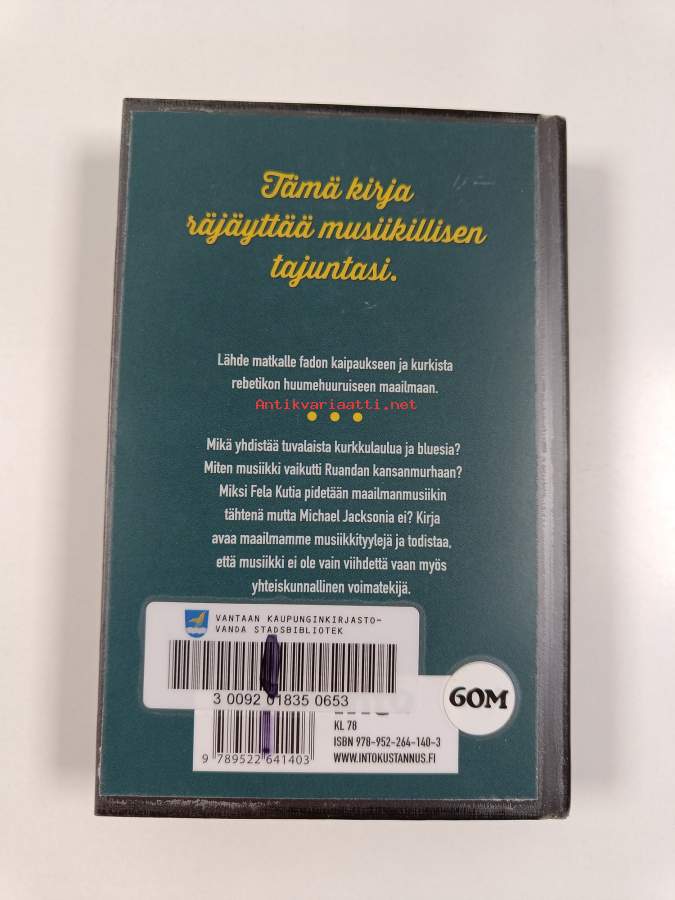 Tämä kirja
räjäyttää musiikillisen
tajuntasi.
Lähde matkalle fadon kaipaukseen ja kurkista
rebetikon huumehuuruiseen maailmaan.
Antikvariaatti.net
Mikä yhdistää tuvalaista kurkkulaulua ja bluesia?
Miten musiikki vaikutti Ruandan kansanmurhaan?
Miksi Fela Kutia pidetään maailmanmusiikin
tähtenä mutta Michael Jacksonia ei? Kirja
avaa maailmamme musiikkityylejä ja todistaa,
että musiikki ei ole vain viihdettä vaan myös
yhteiskunnallinen voimatekijä.
VANTAAN KAUPUNGINKIRJASTO-
VANDA STADSBIBLIOTEK
3 0092 01835 0653
60M
KL 78
ISBN 978-952-264-140-3
9 789522 641403
WWW.INTOKUSTANNUS.FI